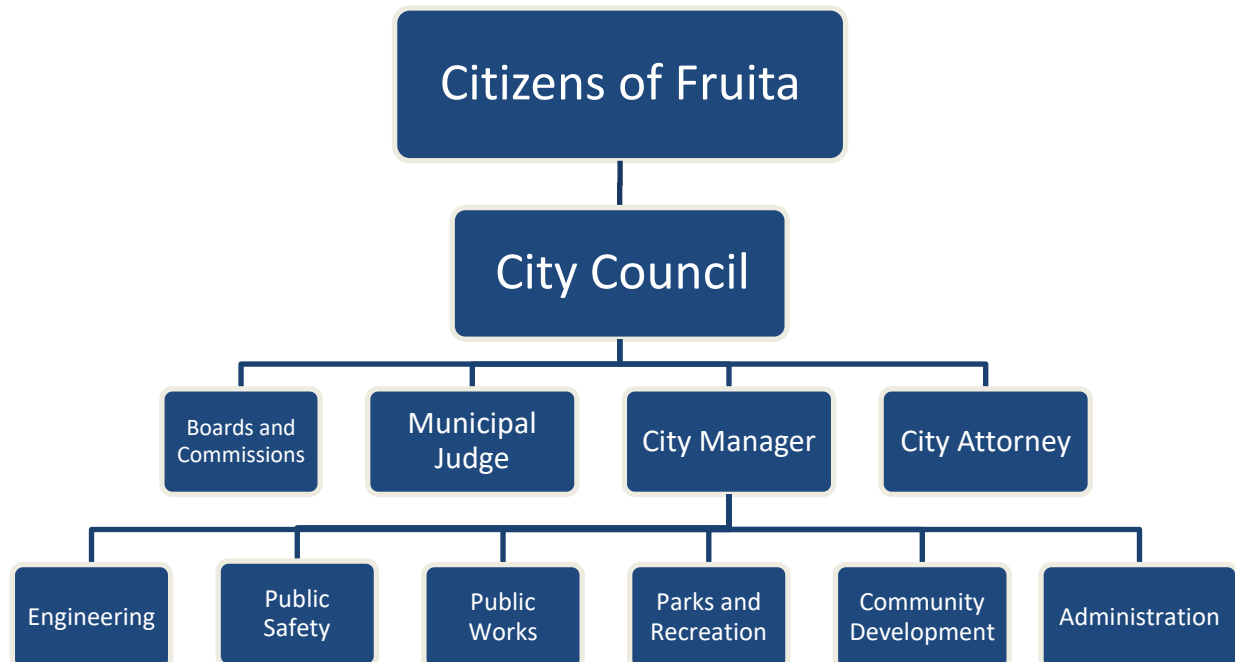 Citizens of Fruita
City Council
Boards and
Commissions
Municipal
Judge
City Manager
City Attorney
Engineering
Public
Safety
Public
Works
Parks and
Recreation
Community
Development
Administration